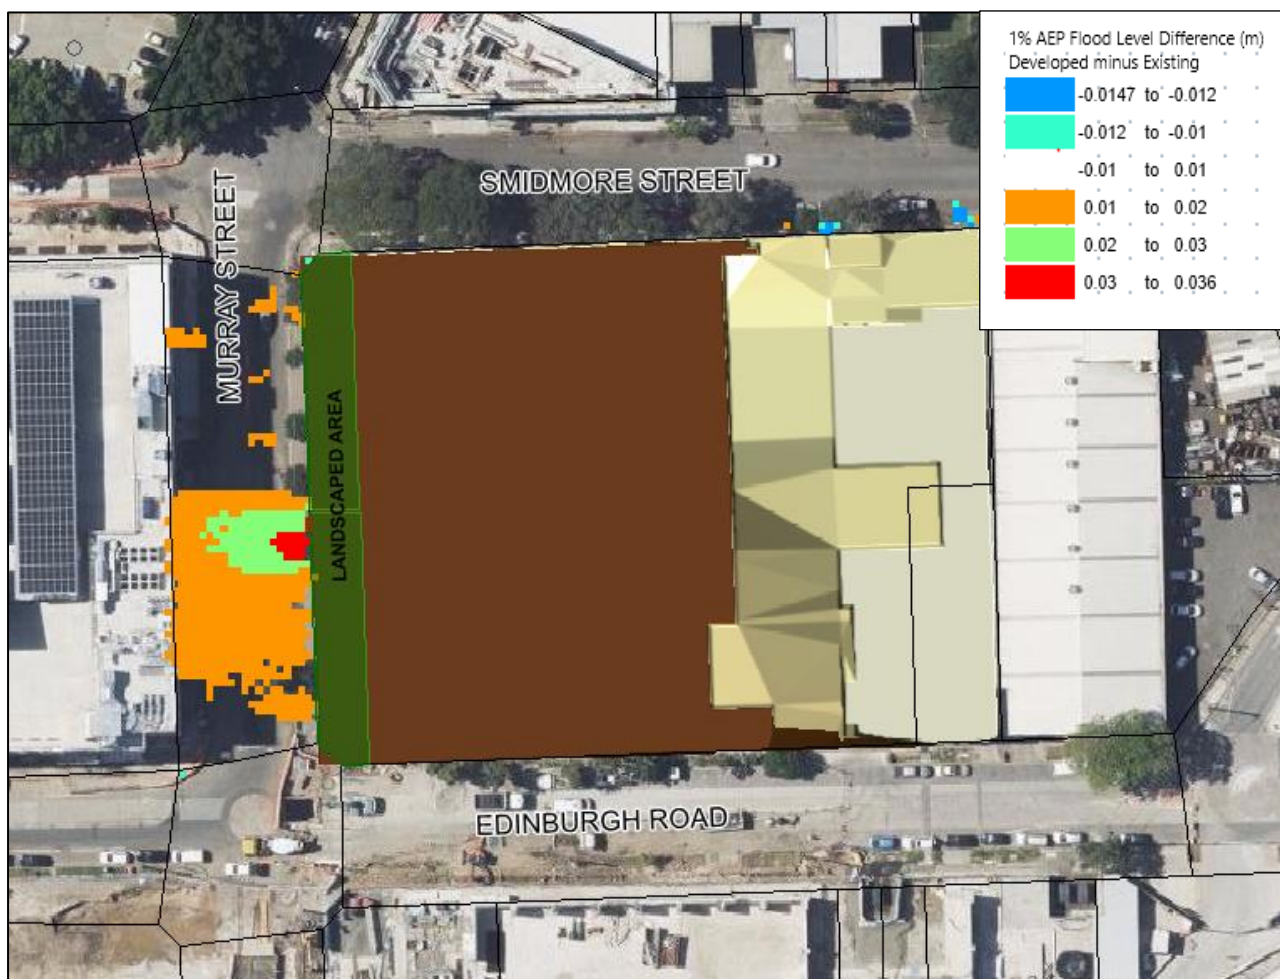 1% AEP Flood Level Difference (m)
Developed minus Existing
-0.0147 to -0.012
-0.012 to -0.01
-0.01 to 0.01
0.01 to 0.02
0.02 to 0.03
0.03 to 0.036
SMIDMORE STREET
MURRAY STREET
LANDSCAPED AREA
EDINBURGH ROAD